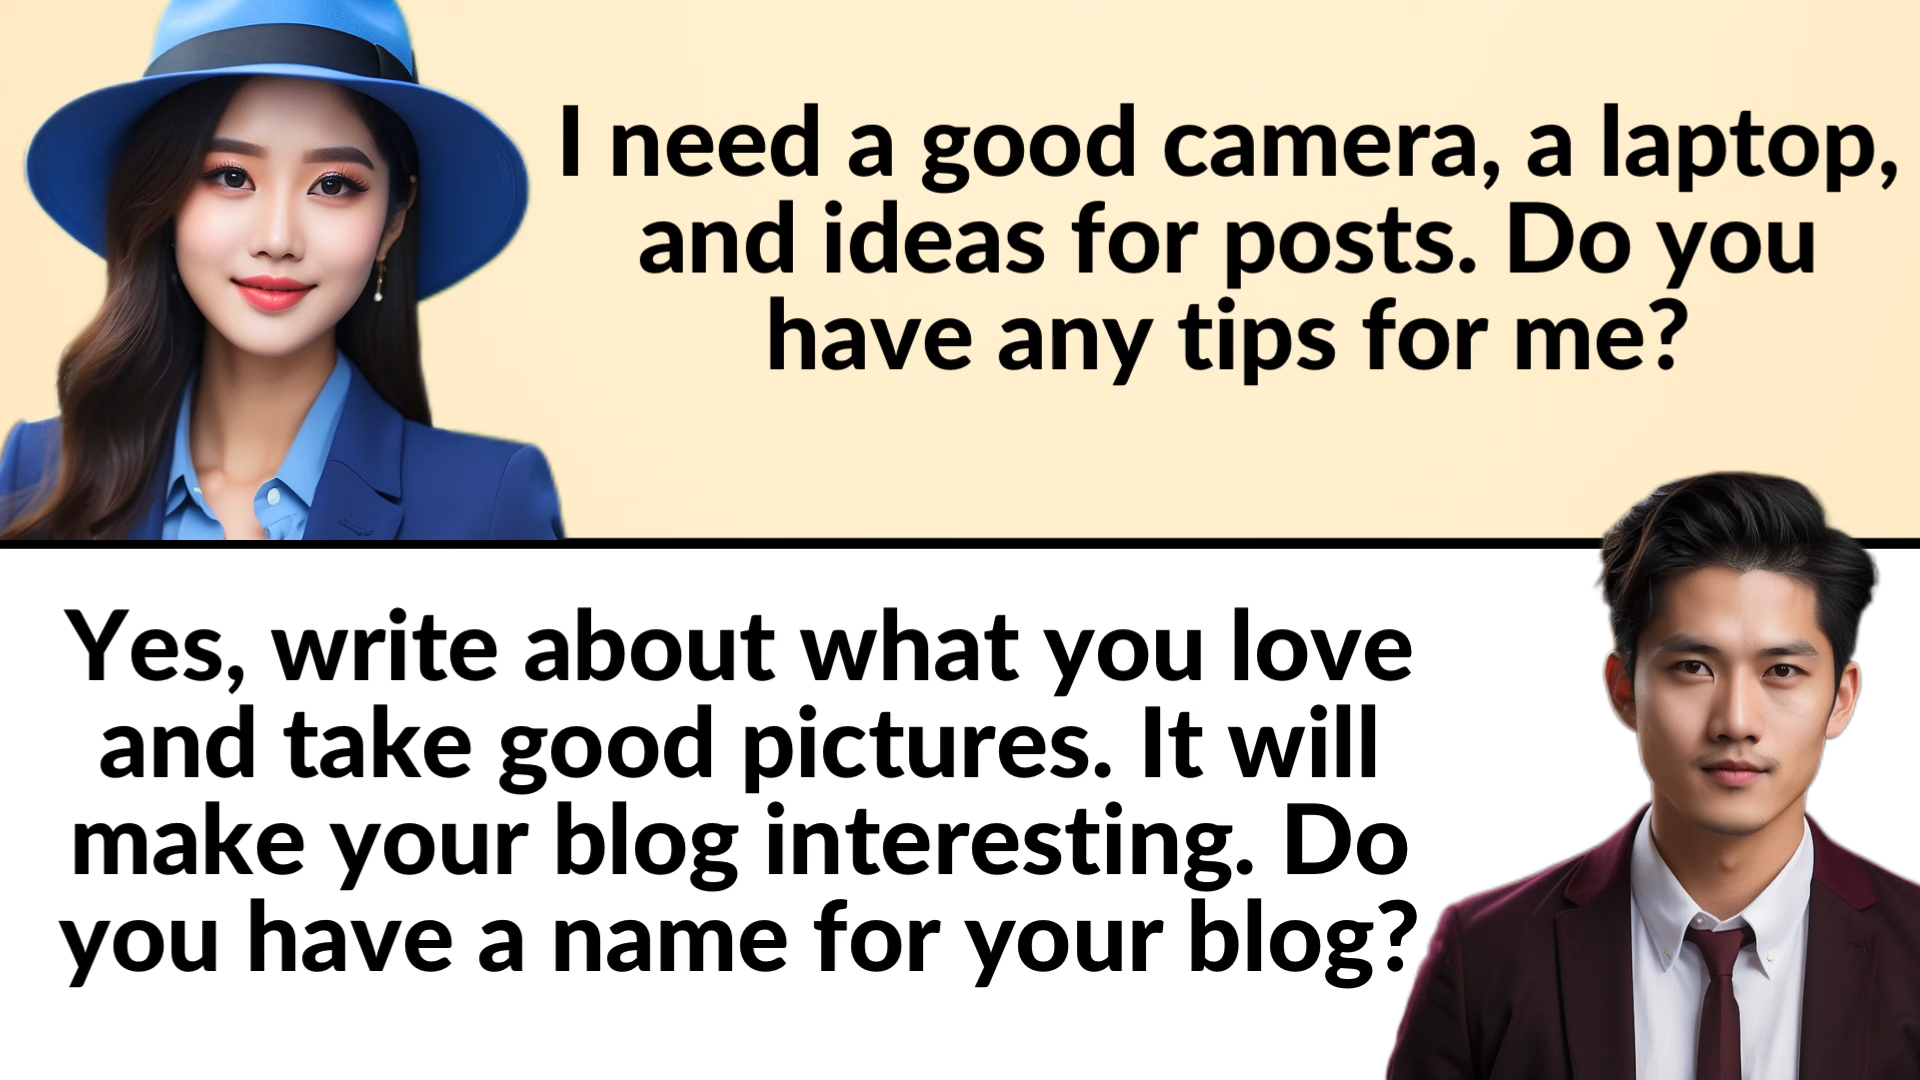 I need a good camera, a laptop,
and ideas for posts. Do you
have any tips for me?
Yes, write about what you love
and take good pictures. It will
make your blog interesting. Do
you have a name for your blog?